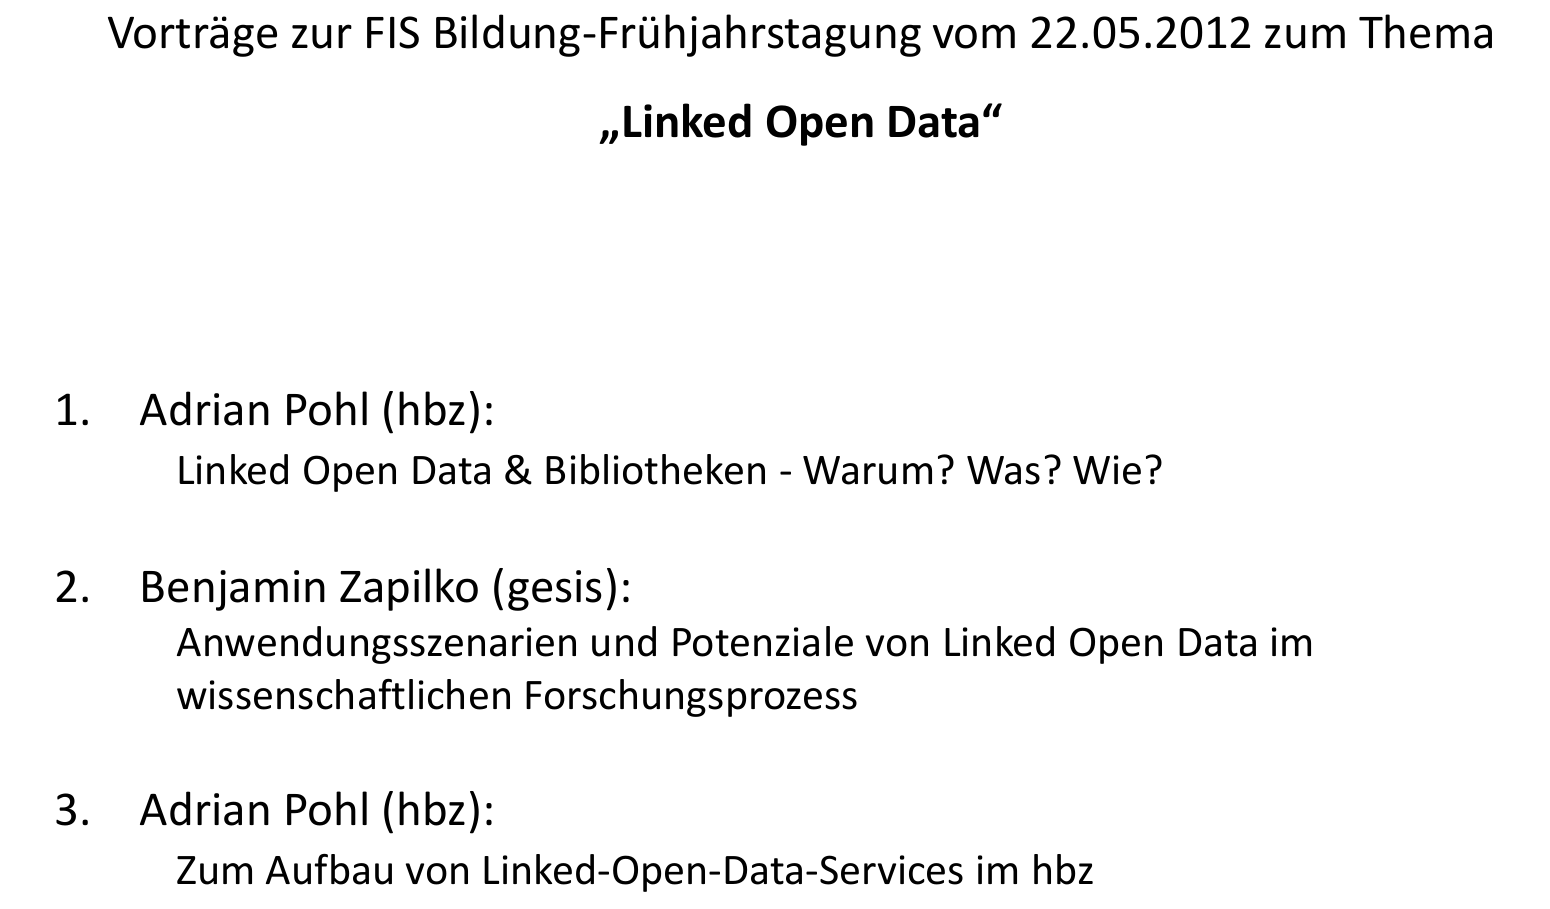 Vorträge zur FIS Bildung-Frühjahrstagung vom 22.05.2012 zum Thema
„Linked Open Data“
1. Adrian Pohl (hbz):
Linked Open Data & Bibliotheken - Warum? Was? Wie?
2. Benjamin Zapilko (gesis):
Anwendungsszenarien und Potenziale von Linked Open Data im
wissenschaftlichen Forschungsprozess
3. Adrian Pohl (hbz):
Zum Aufbau von Linked-Open-Data-Services im hbz